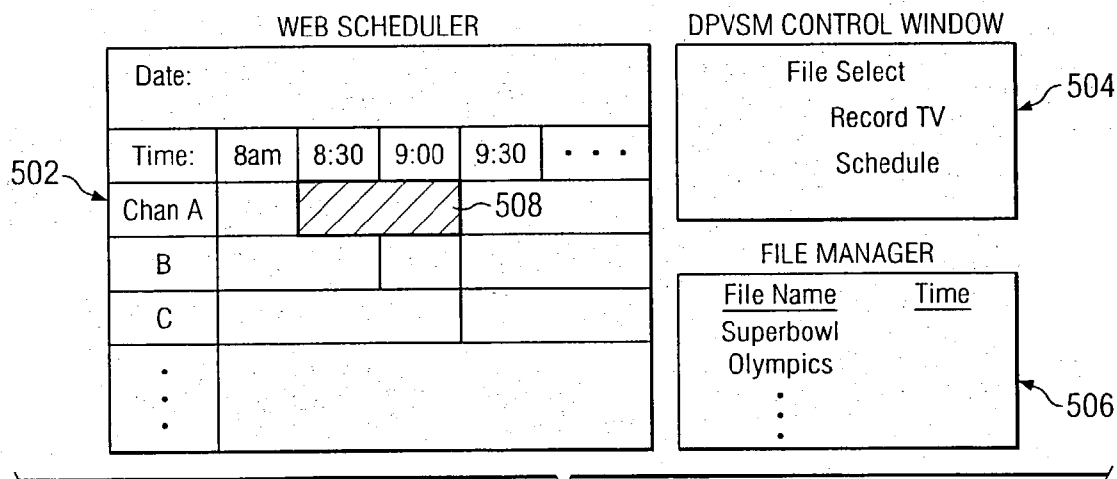 WEB SCHEDULER
Date:
Time: 8am 8:30 9:00 9:30 . . .
502
Chan A
508
B
C
DPVSM CONTROL WINDOW
File Select
Record TV
Schedule
504
FILE MANAGER
File Name Time
Superbowl
Olympics
506